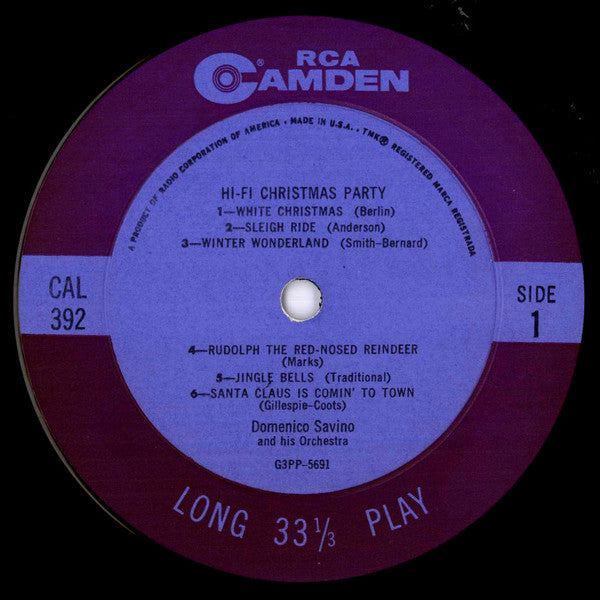 RCA
CAMDEN
®
A PRODUCT OF RADIO CORPORATION OF AMERICA • MADE IN U.S.A. • TMK® REGISTERED MARCA REGISTRADA
HI-FI CHRISTMAS PARTY
1—WHITE CHRISTMAS (Berlin)
2—SLEIGH RIDE (Anderson)
3—WINTER WONDERLAND (Smith-Bernard)
CAL
392
SIDE
1
4—RUDOLPH THE RED-NOSED REINDEER
(Marks)
5—JINGLE BELLS (Traditional)
6—SANTA CLAUS IS COMIN' TO TOWN
(Gillespie-Coots)
Domenico Savino
and his Orchestra
G3PP-5691
LONG 33⅓ PLAY